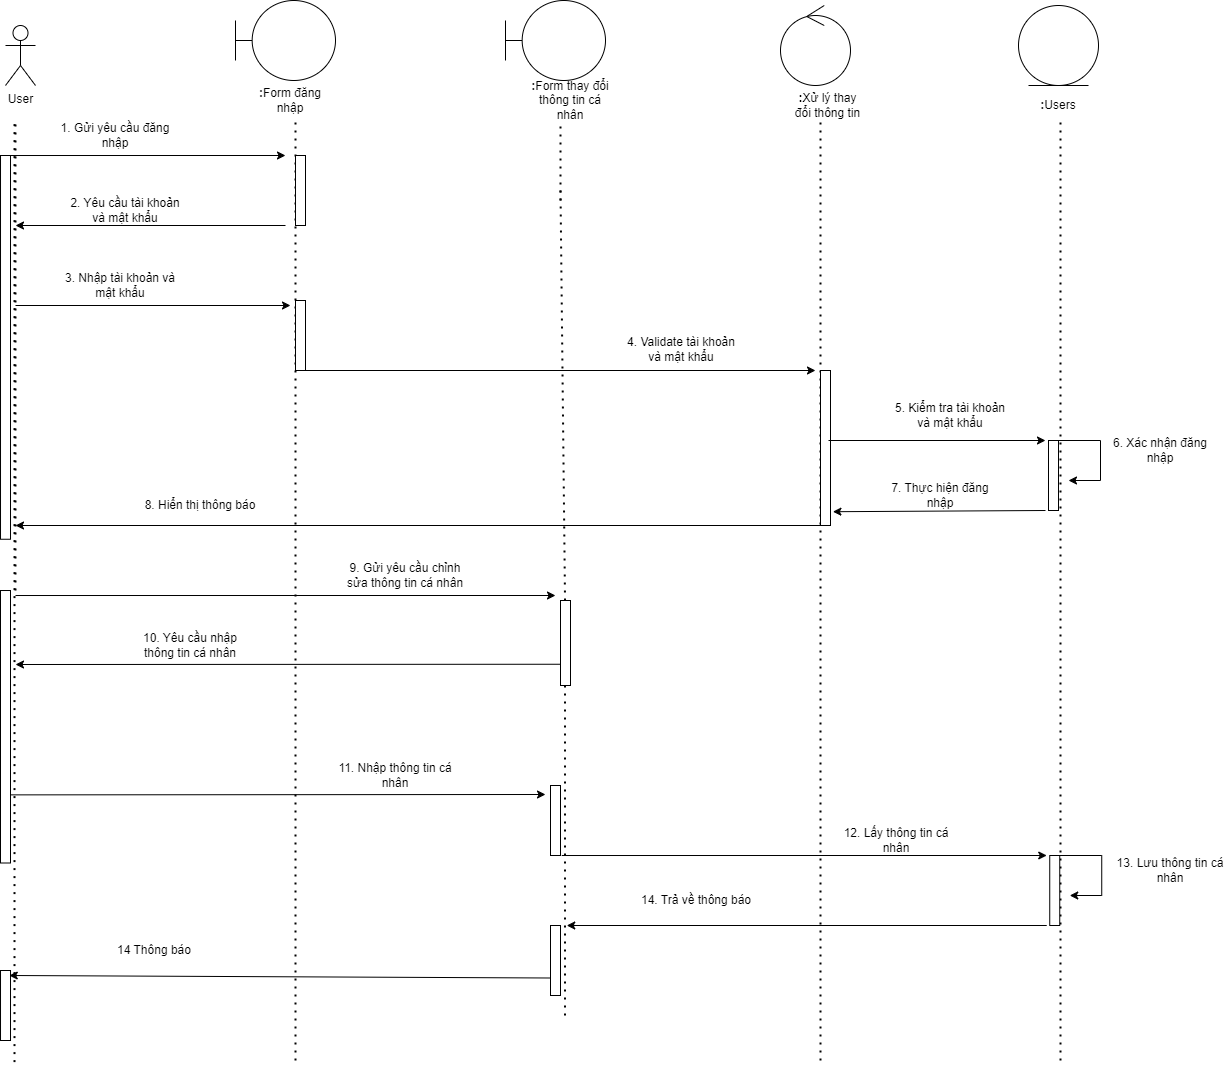 User
:Form đăng
nhập
:Form thay đổi
thông tin cá
nhân
:Xử lý thay
đổi thông tin
:Users
1. Gửi yêu cầu đăng
nhập
2. Yêu cầu tài khoản
và mật khẩu
3. Nhập tài khoản và
mật khẩu
4. Validate tài khoản
và mật khẩu
5. Kiểm tra tài khoản
và mật khẩu
6. Xác nhận đăng
nhập
7. Thực hiện đăng
nhập
8. Hiển thị thông báo
9. Gửi yêu cầu chỉnh
sửa thông tin cá nhân
10. Yêu cầu nhập
thông tin cá nhân
11. Nhập thông tin cá
nhân
12. Lấy thông tin cá
nhân
13. Lưu thông tin cá
nhân
14. Trả về thông báo
14 Thông báo